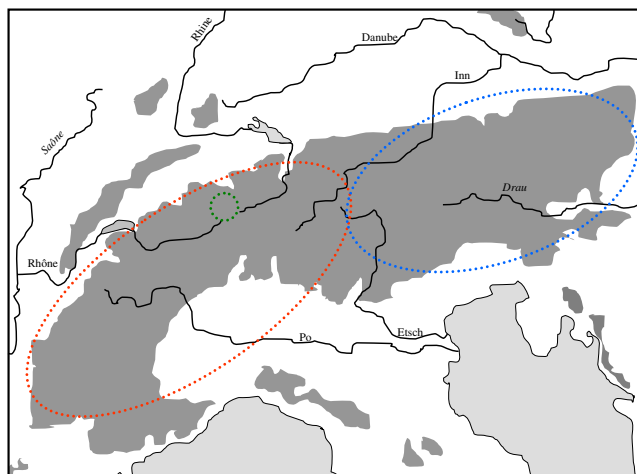 Rhine
Danube
Inn
Saône
Drau
Rhône
Po
Etsch